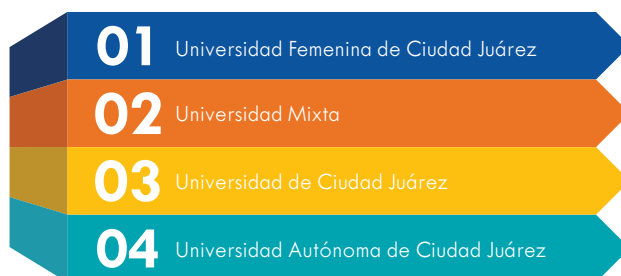 01 Universidad Femenina de Ciudad Juárez
02 Universidad Mixta
03 Universidad de Ciudad Juárez
04 Universidad Autónoma de Ciudad Juárez